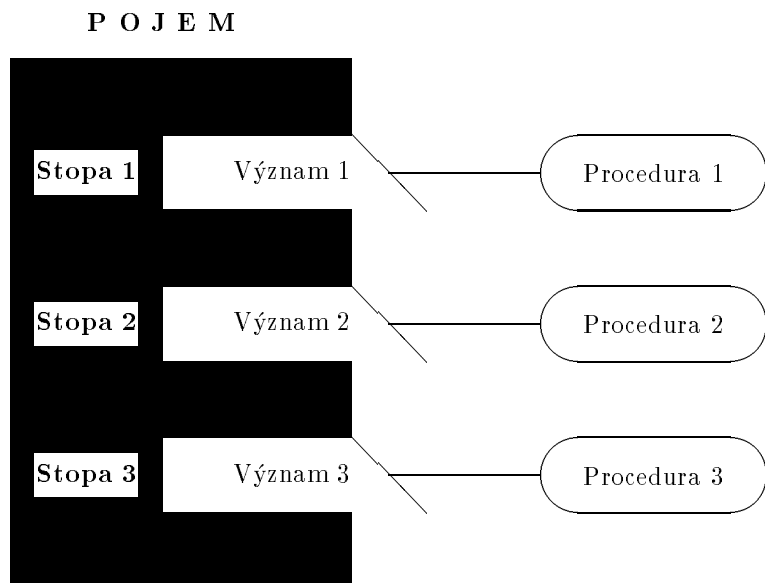 P O J E M
Stopa 1 Význam 1 Procedura 1
Stopa 2 Význam 2 Procedura 2
Stopa 3 Význam 3 Procedura 3